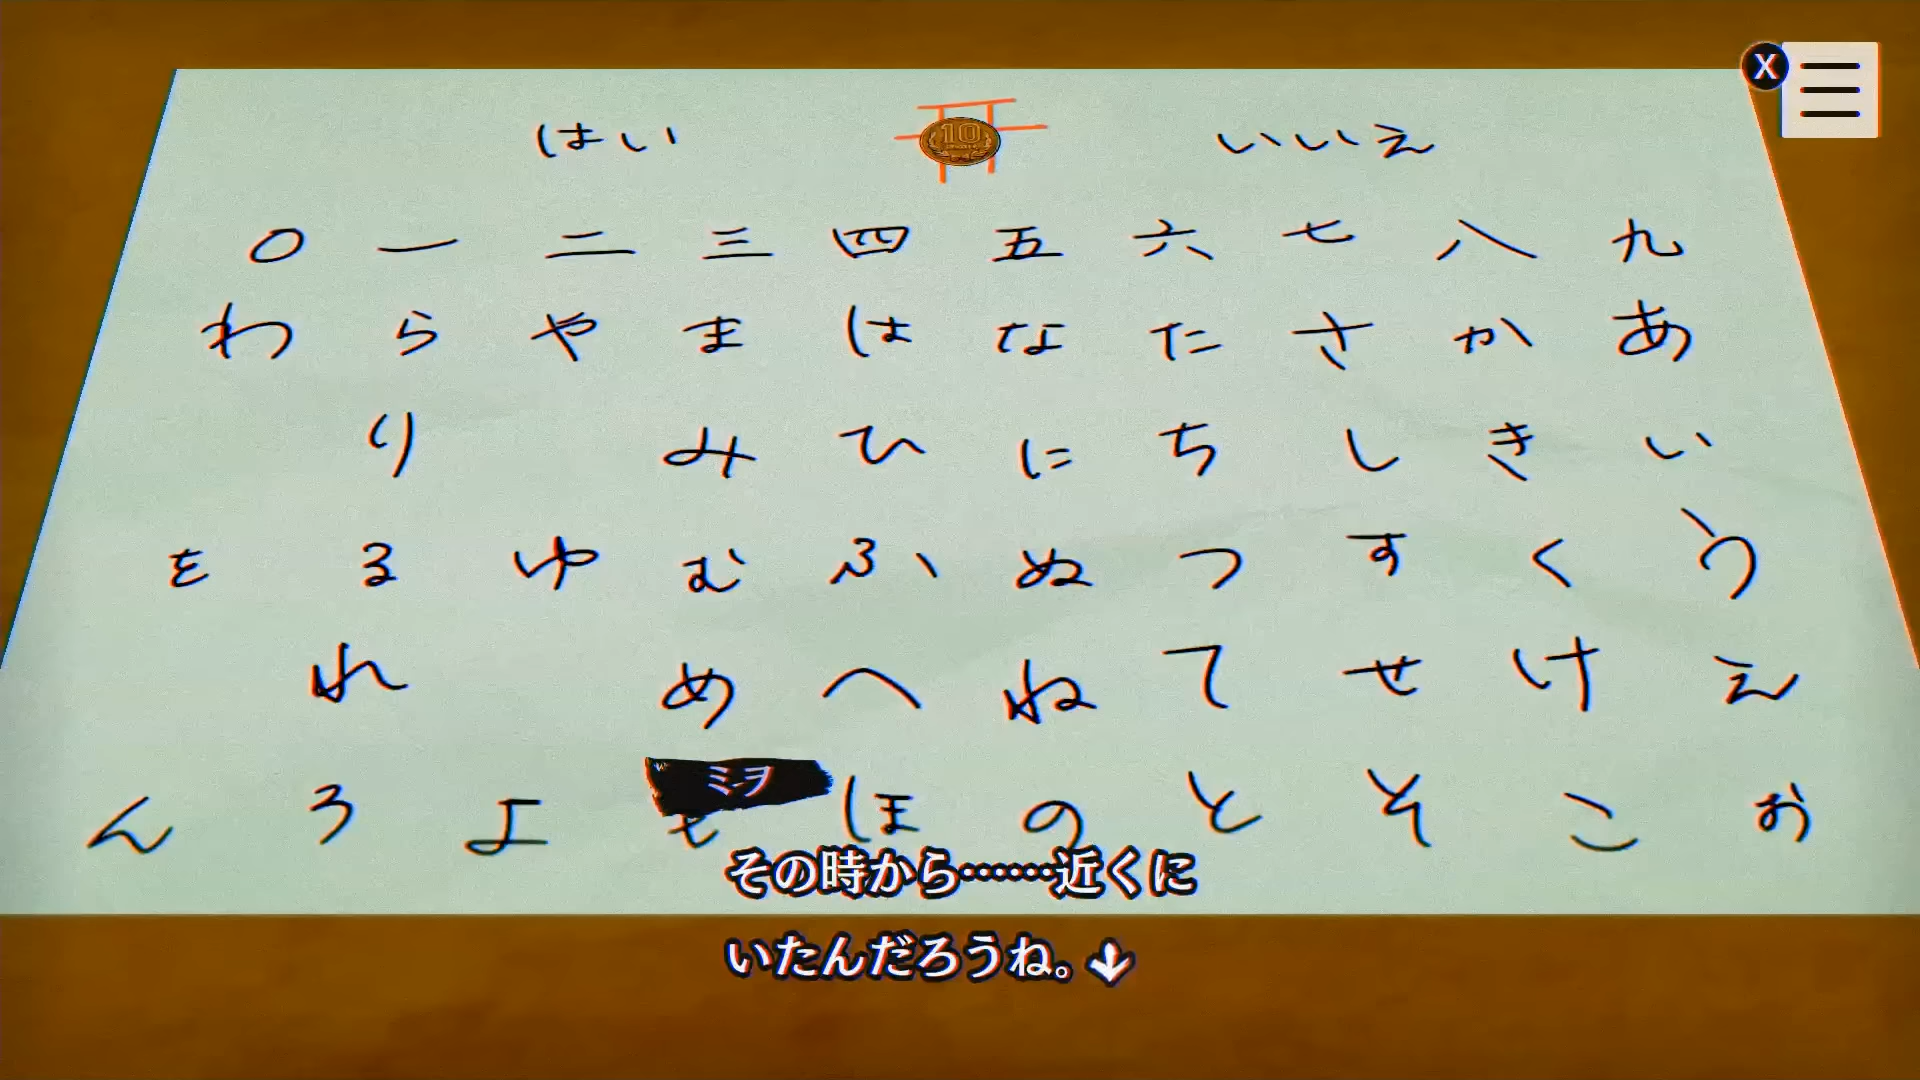 X
はい 10 いいえ
〇 一 二 三 四 五 六 七 八 九
わ ら や ま は な た さ か あ
り み ひ に ち し き い
を る ゆ む ふ ぬ つ す く う
れ め へ ね て せ け え
ん ろ よ も ほ の と そ こ お
ミヲ
その時から……近くに
いたんだろうね。